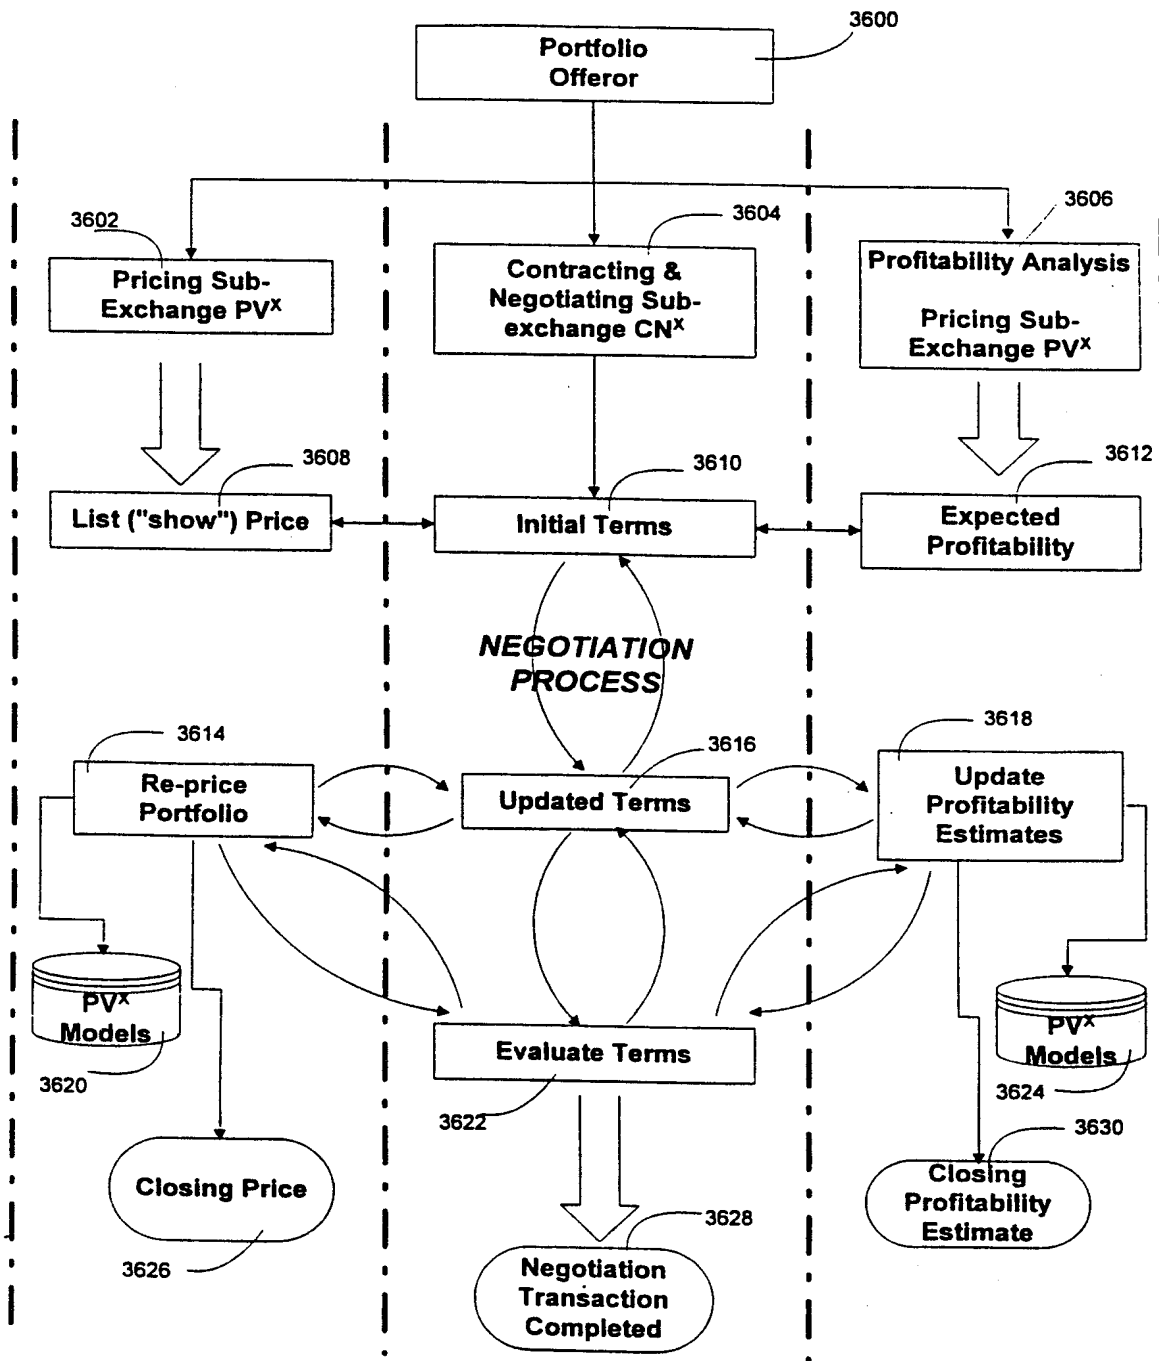 3600
Portfolio
Offeror
3602
3604
3606
Pricing Sub-
Exchange PVˣ
Contracting &
Negotiating Sub-
exchange CNˣ
Profitability Analysis
Pricing Sub-
Exchange PVˣ
3608
3610
3612
List ("show") Price
Initial Terms
Expected
Profitability
NEGOTIATION
PROCESS
3614
3616
3618
Re-price
Portfolio
Updated Terms
Update
Profitability
Estimates
PVˣ
Models
3620
Evaluate Terms
3622
PVˣ
Models
3624
Closing Price
3626
3628
Negotiation
Transaction
Completed
3630
Closing
Profitability
Estimate